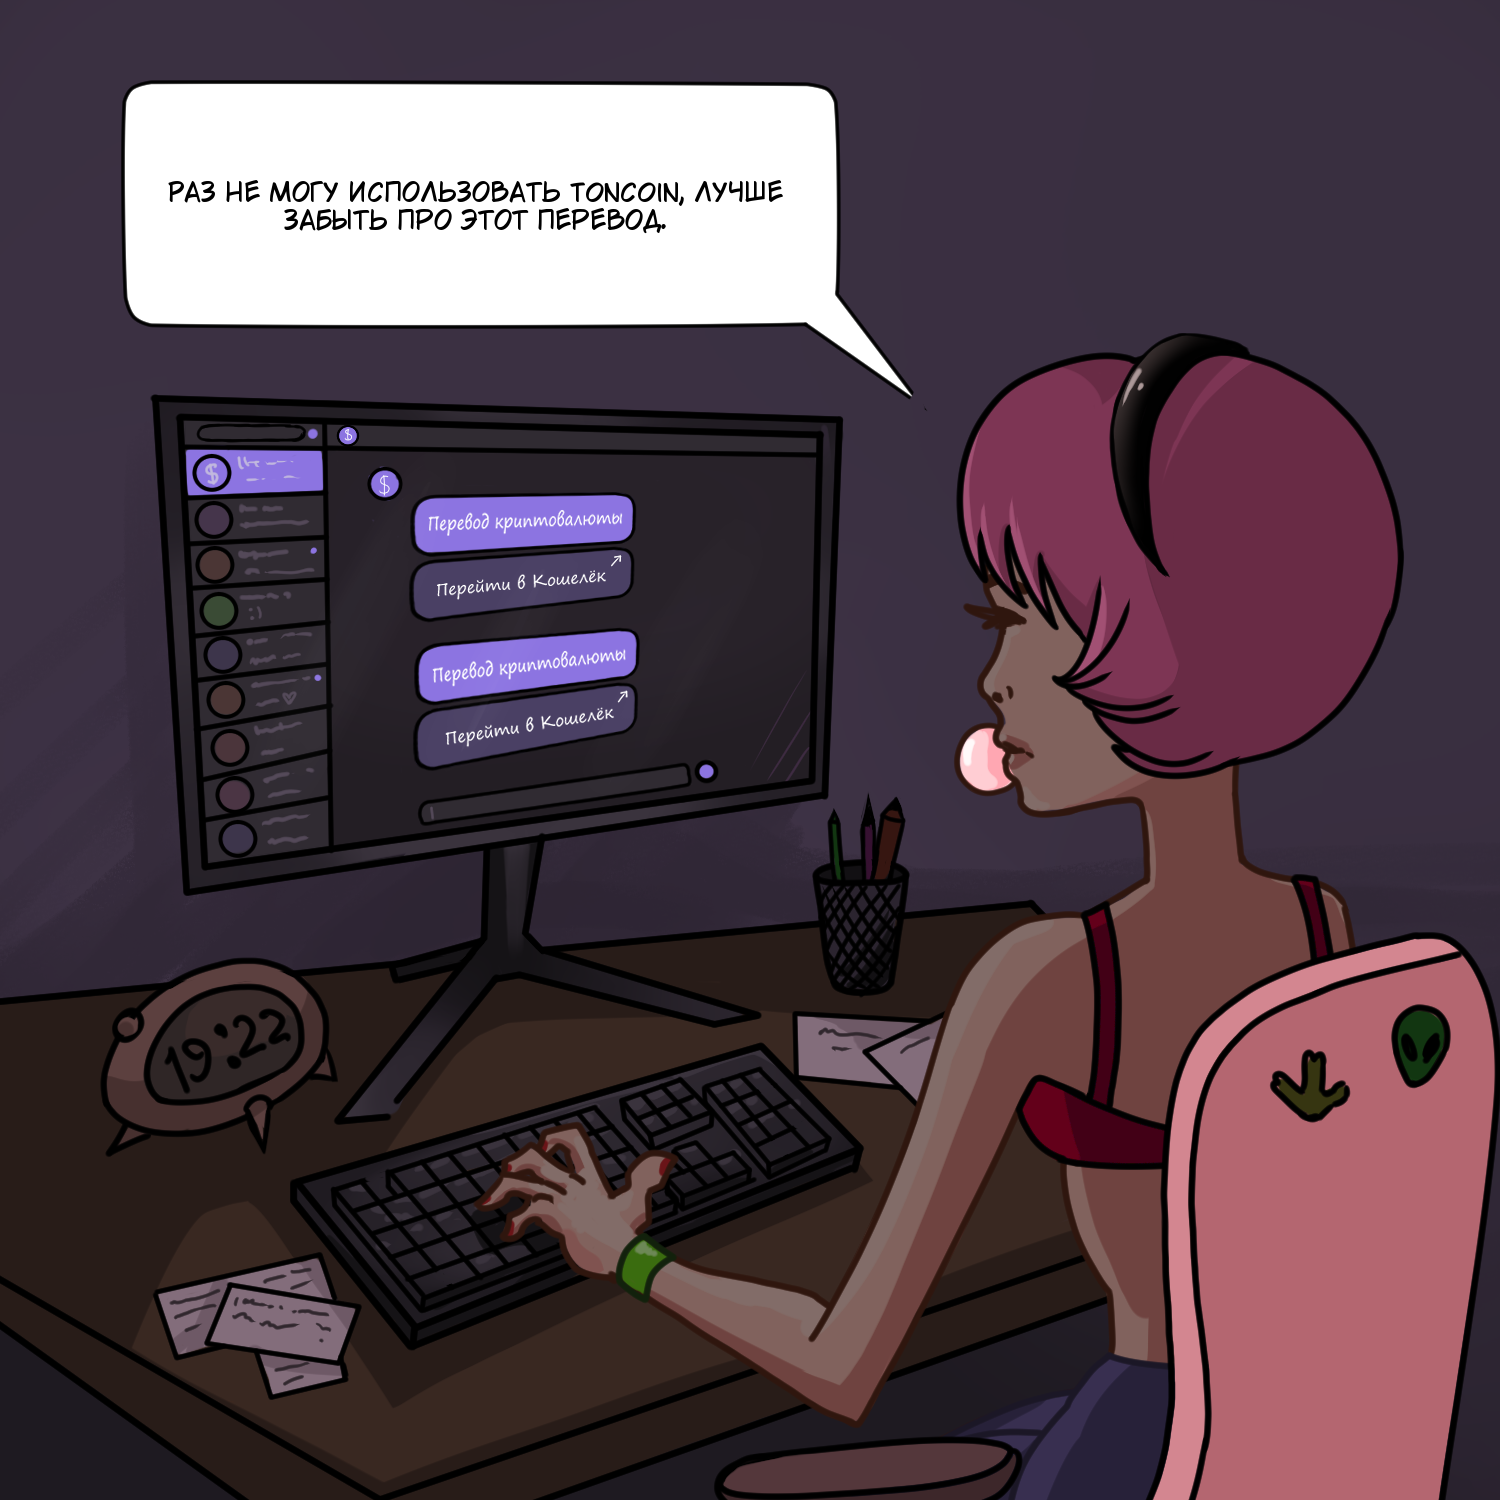 РАЗ НЕ МОГУ ИСПОЛЬЗОВАТЬ TONCOIN, ЛУЧШЕ
ЗАБЫТЬ ПРО ЭТОТ ПЕРЕВОД.
$
$
$
Перевод криптовалюты
Перейти в Кошелёк ↗
:)
Перевод криптовалюты
Перейти в Кошелёк ↗
19:22